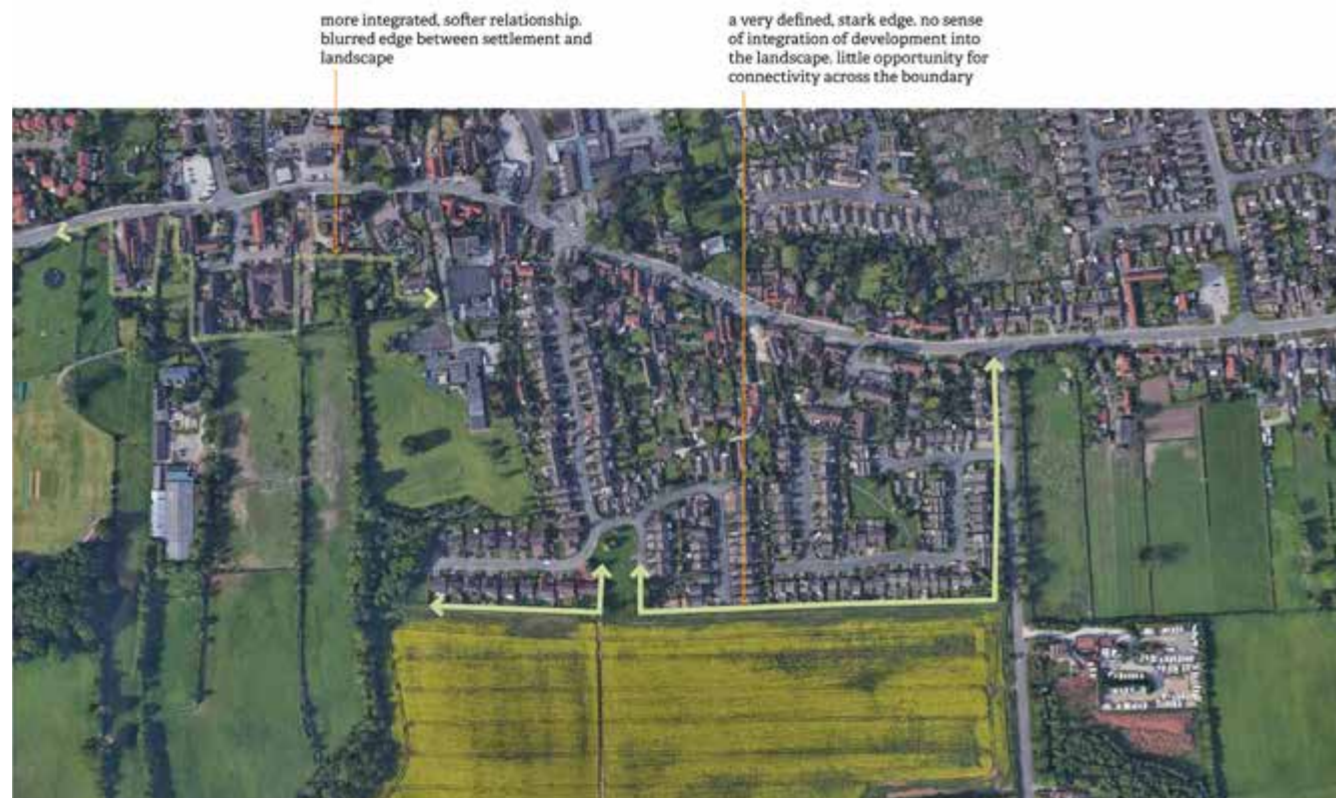 more integrated, softer relationship.
blurred edge between settlement and
landscape
a very defined, stark edge. no sense
of integration of development into
the landscape. little opportunity for
connectivity across the boundary